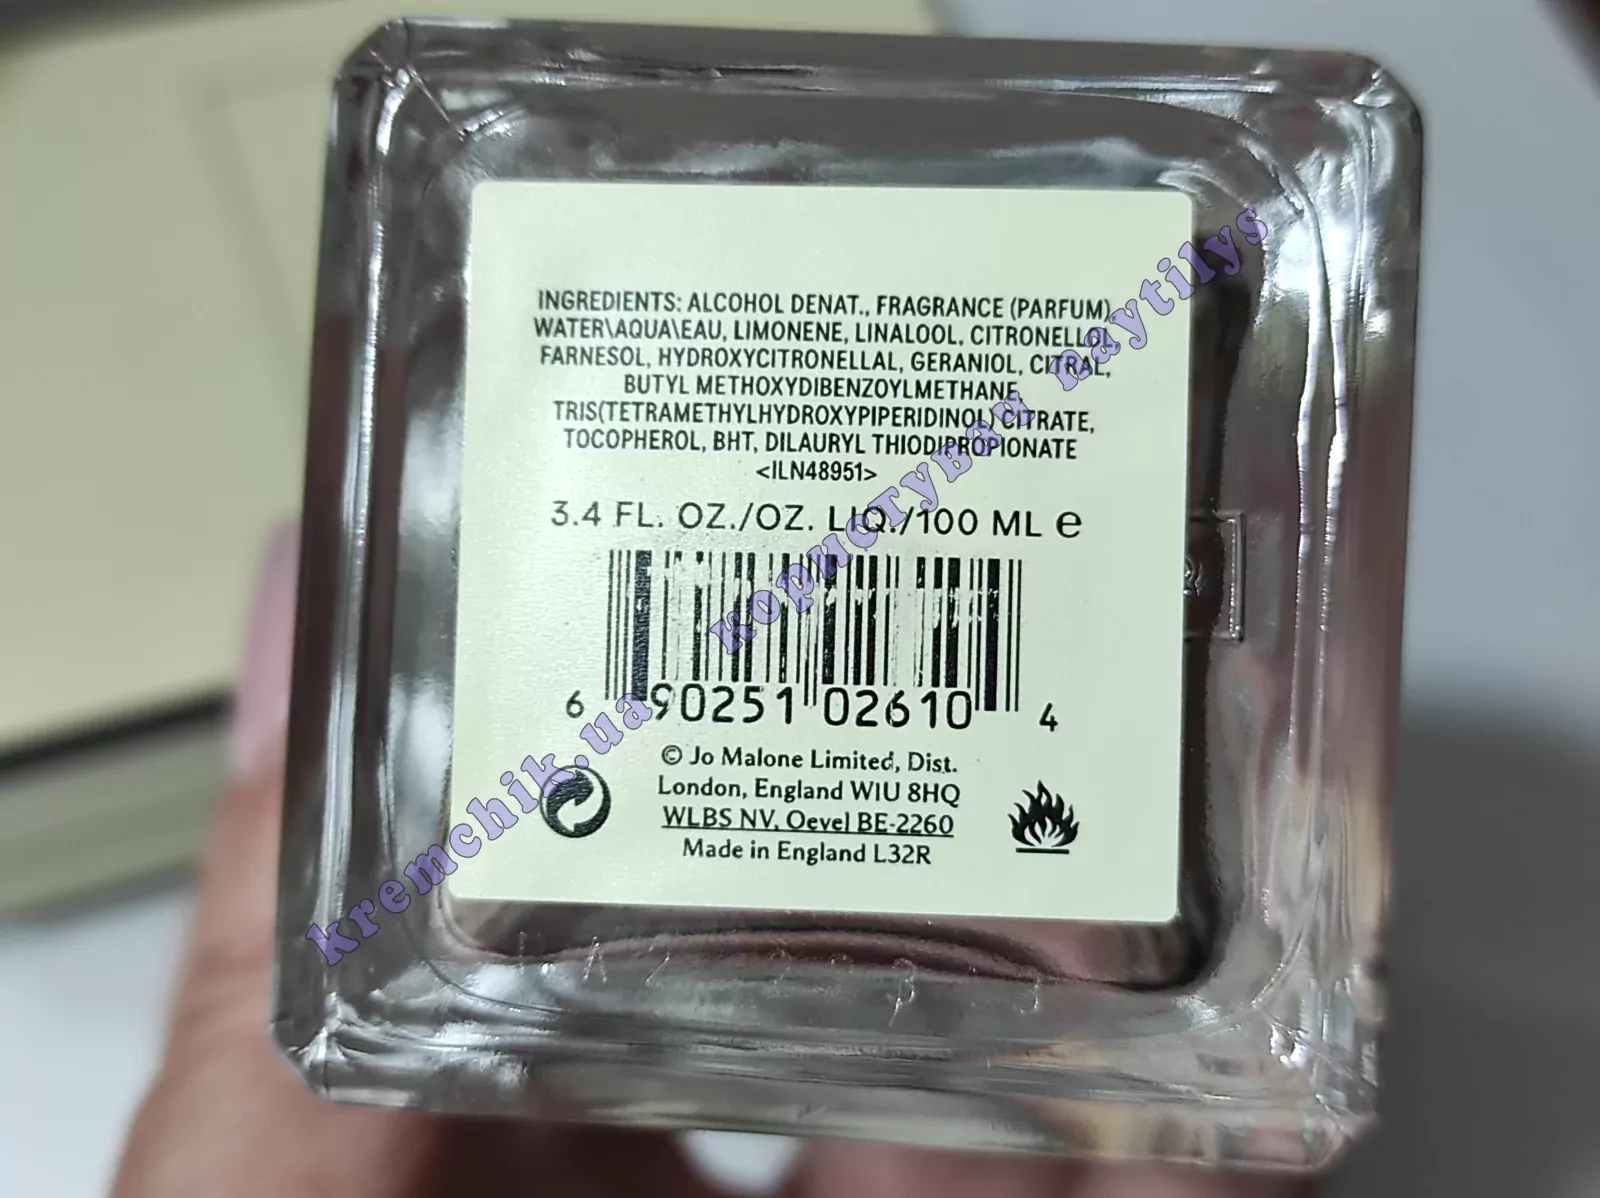 INGREDIENTS: ALCOHOL DENAT., FRAGRANCE (PARFUM),
WATER\AQUA\EAU, LIMONENE, LINALOOL, CITRONELLOL,
FARNESOL, HYDROXYCITRONELLAL, GERANIOL, CITRAL,
BUTYL METHOXYDIBENZOYLMETHANE,
TRIS(TETRAMETHYLHYDROXYPIPERIDINOL) CITRATE,
TOCOPHEROL, BHT, DILAURYL THIODIPROPIONATE
<ILN48951>
3.4 FL. OZ./OZ. LIQ./100 ML e
6 90251 02610 4
© Jo Malone Limited, Dist.
London, England W1U 8HQ
WLBS NV, Oevel BE-2260
Made in England L32R
kremchik.ua користувач naytilys